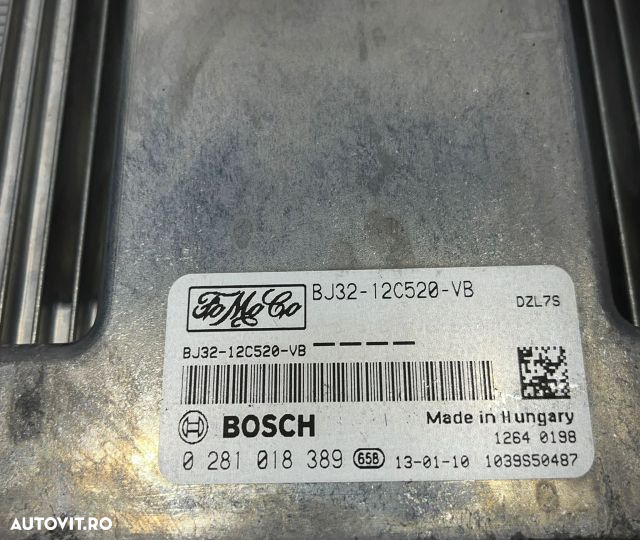 FoMoCo
BJ32-12C520-VB
DZL7S
BJ32-12C520-VB
BOSCH
Made in Hungary
1264 0198
0 281 018 389 65B 13-01-10 1039S50487
AUTOVIT.RO